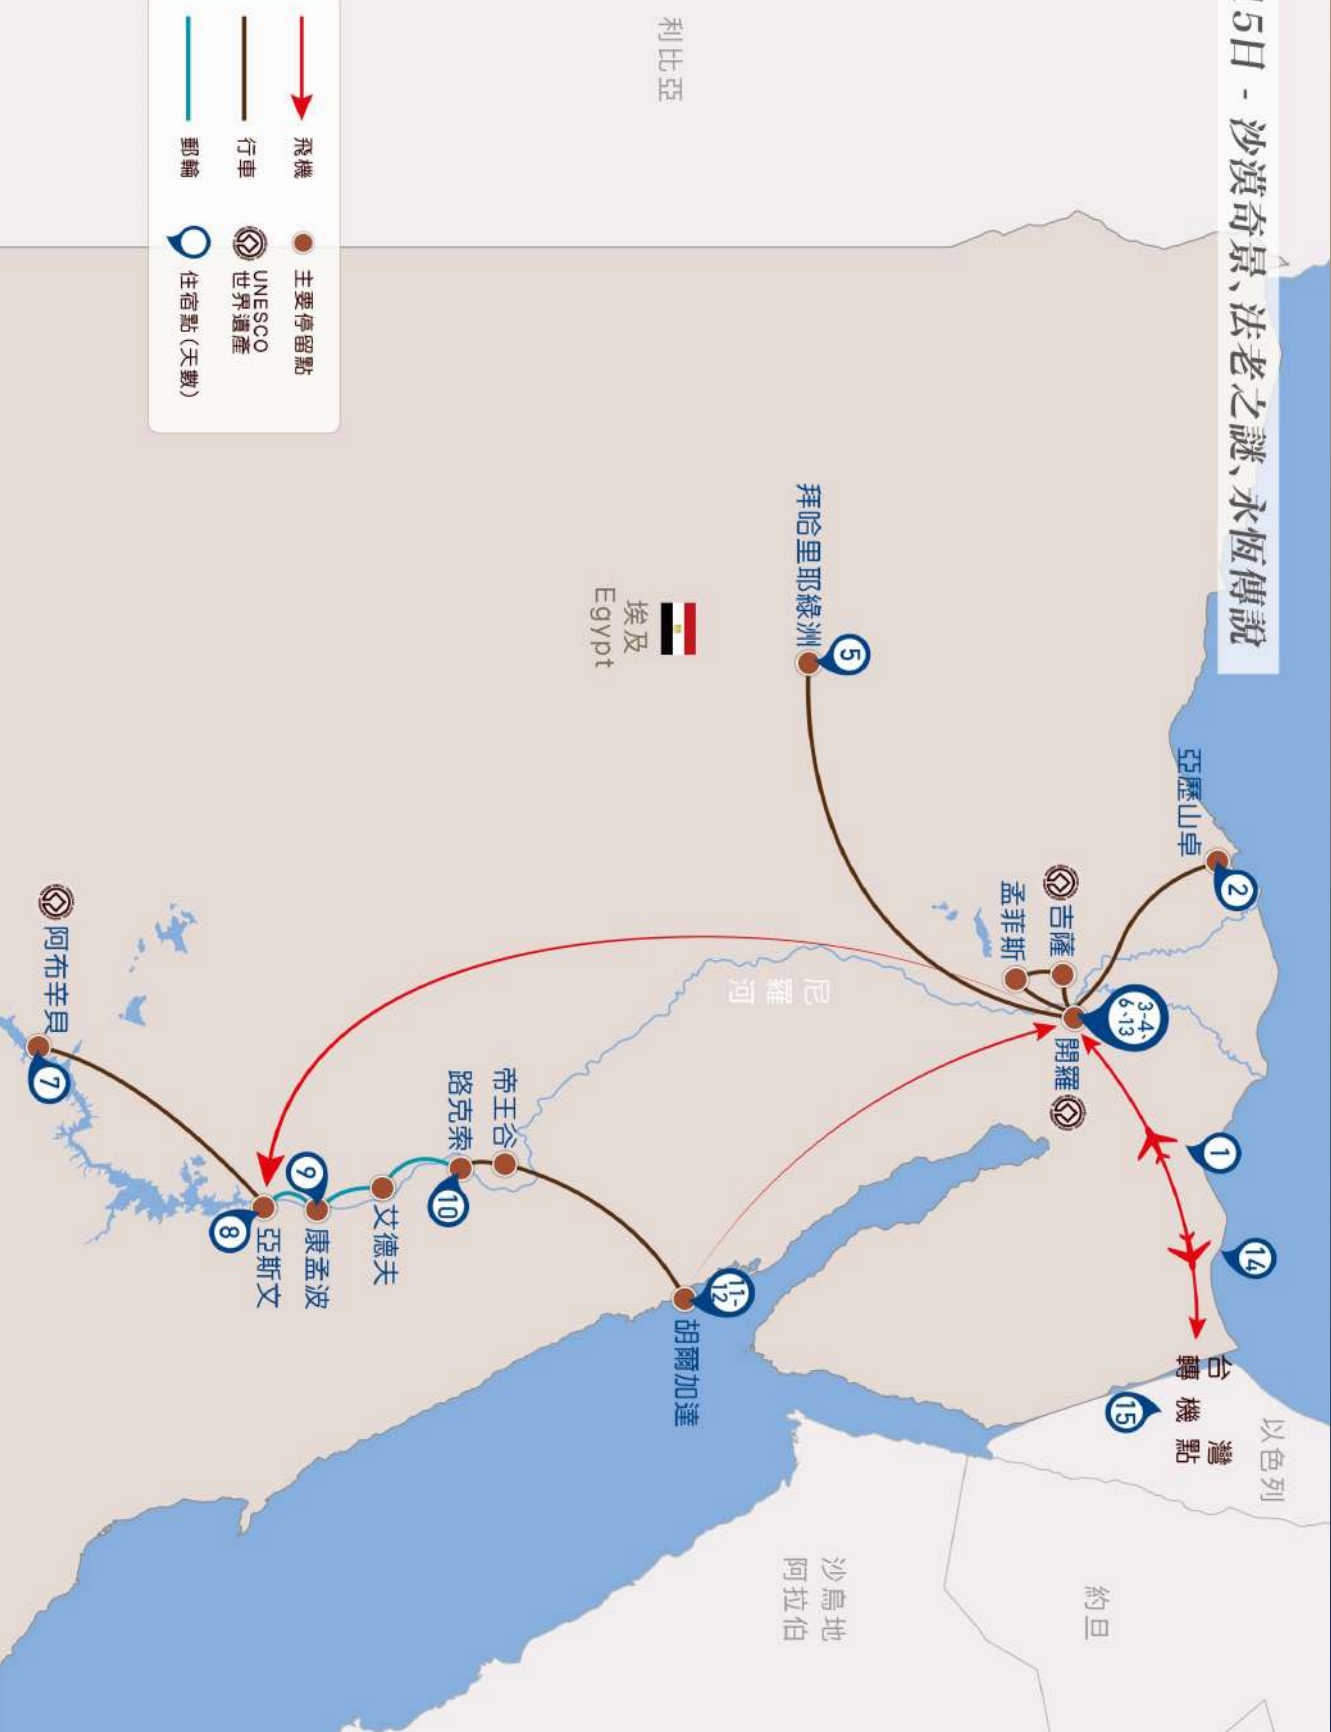 5日 - 沙漠奇景、法老之謎、永恆傳說
利比亞
以色列
約旦
沙烏地
阿拉伯
埃及
Egypt
尼羅河
亞歷山卓
2
吉薩
孟菲斯
3-4、
6、13
開羅
1
14
台灣
轉機點
15
拜哈里耶綠洲
5
胡爾加達
11-
12
帝王谷
路克索
10
艾德夫
康孟波
9
亞斯文
8
阿布辛貝
7
飛機
行車
郵輪
主要停留點
UNESCO
世界遺產
住宿點(天數)